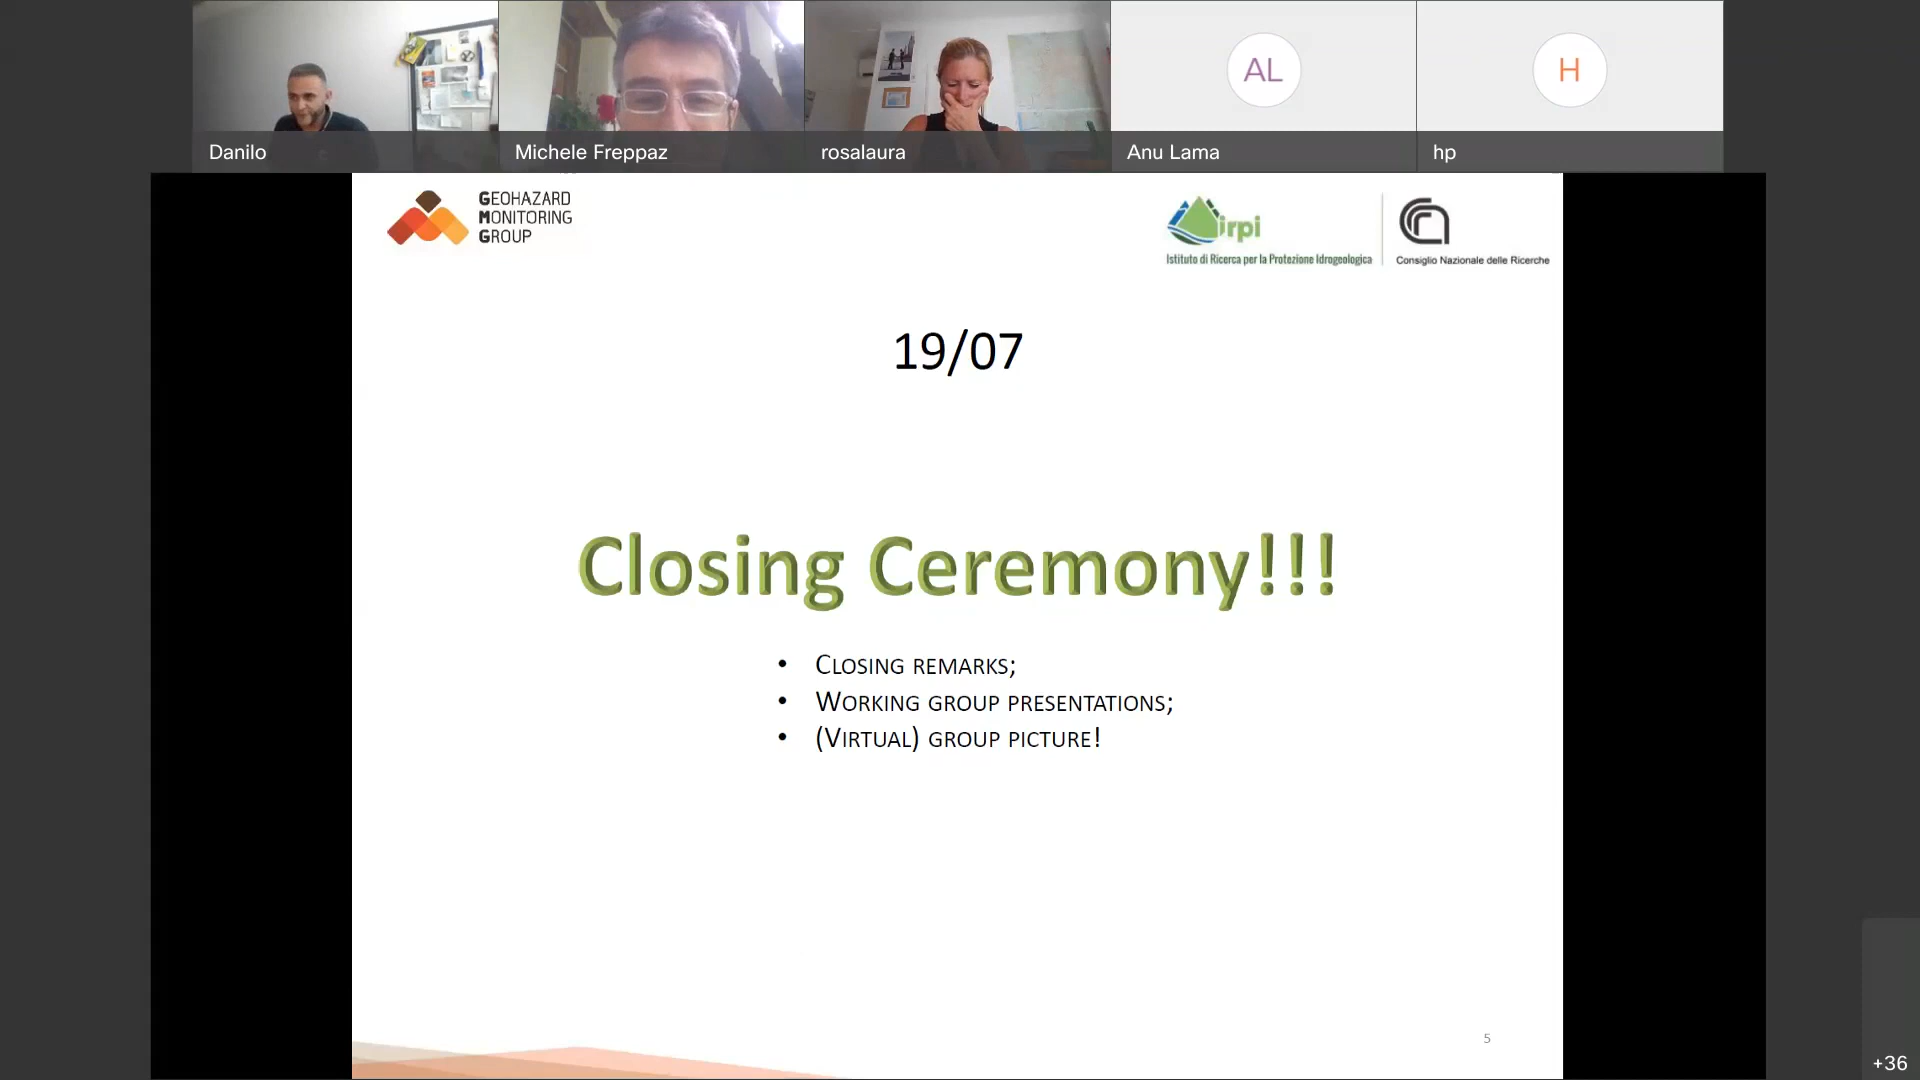 Danilo
Michele Freppaz
rosalaura
AL
Anu Lama
H
hp
GEOHAZARD
MONITORING
GROUP
irpi
Istituto di Ricerca per la Protezione Idrogeologica
Consiglio Nazionale delle Ricerche
19/07
Closing Ceremony!!!
• CLOSING REMARKS;
• WORKING GROUP PRESENTATIONS;
• (VIRTUAL) GROUP PICTURE!
5
+36